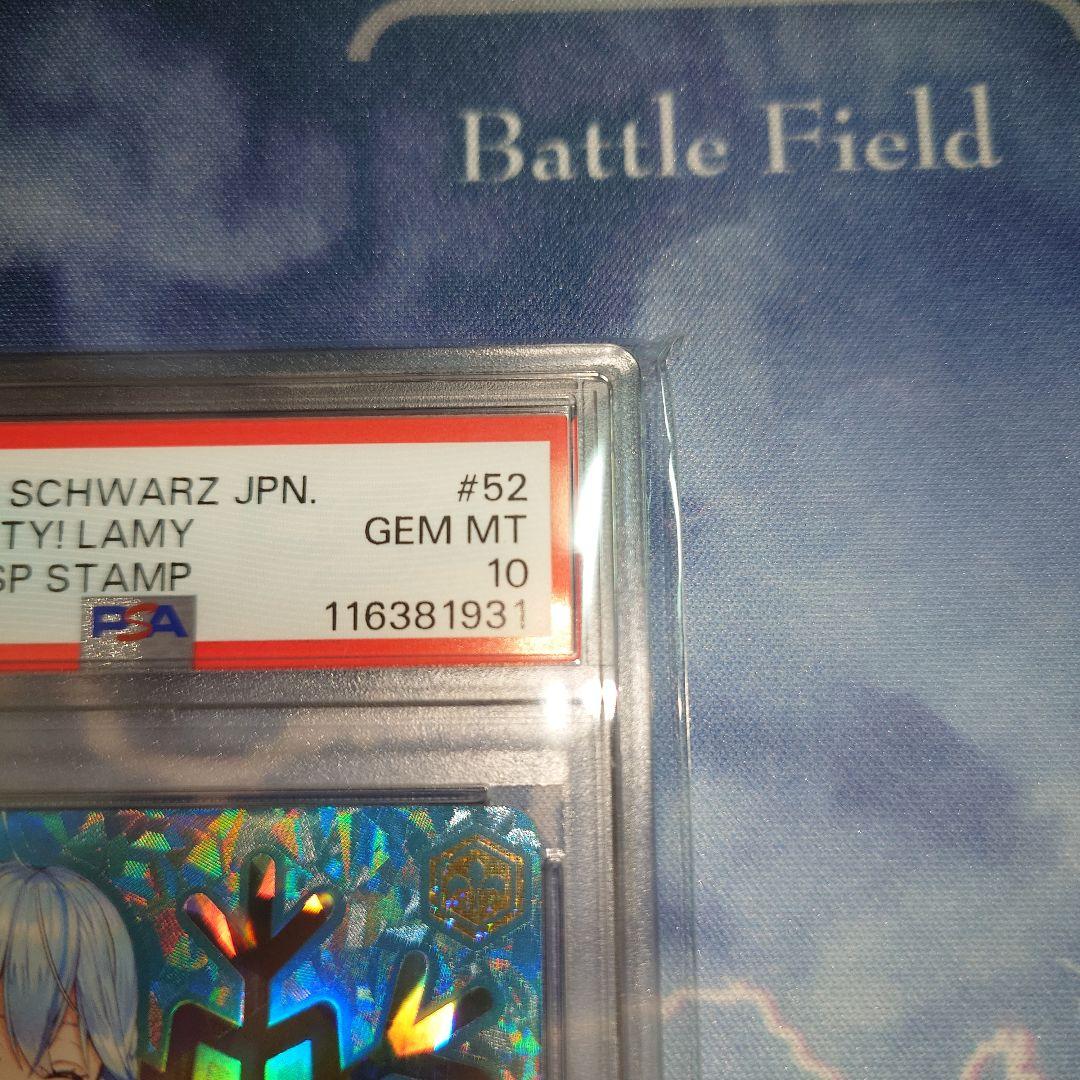 Battle Field
SCHWARZ JPN. #52
TY! LAMY GEM MT
SP STAMP 10
PSA 116381931